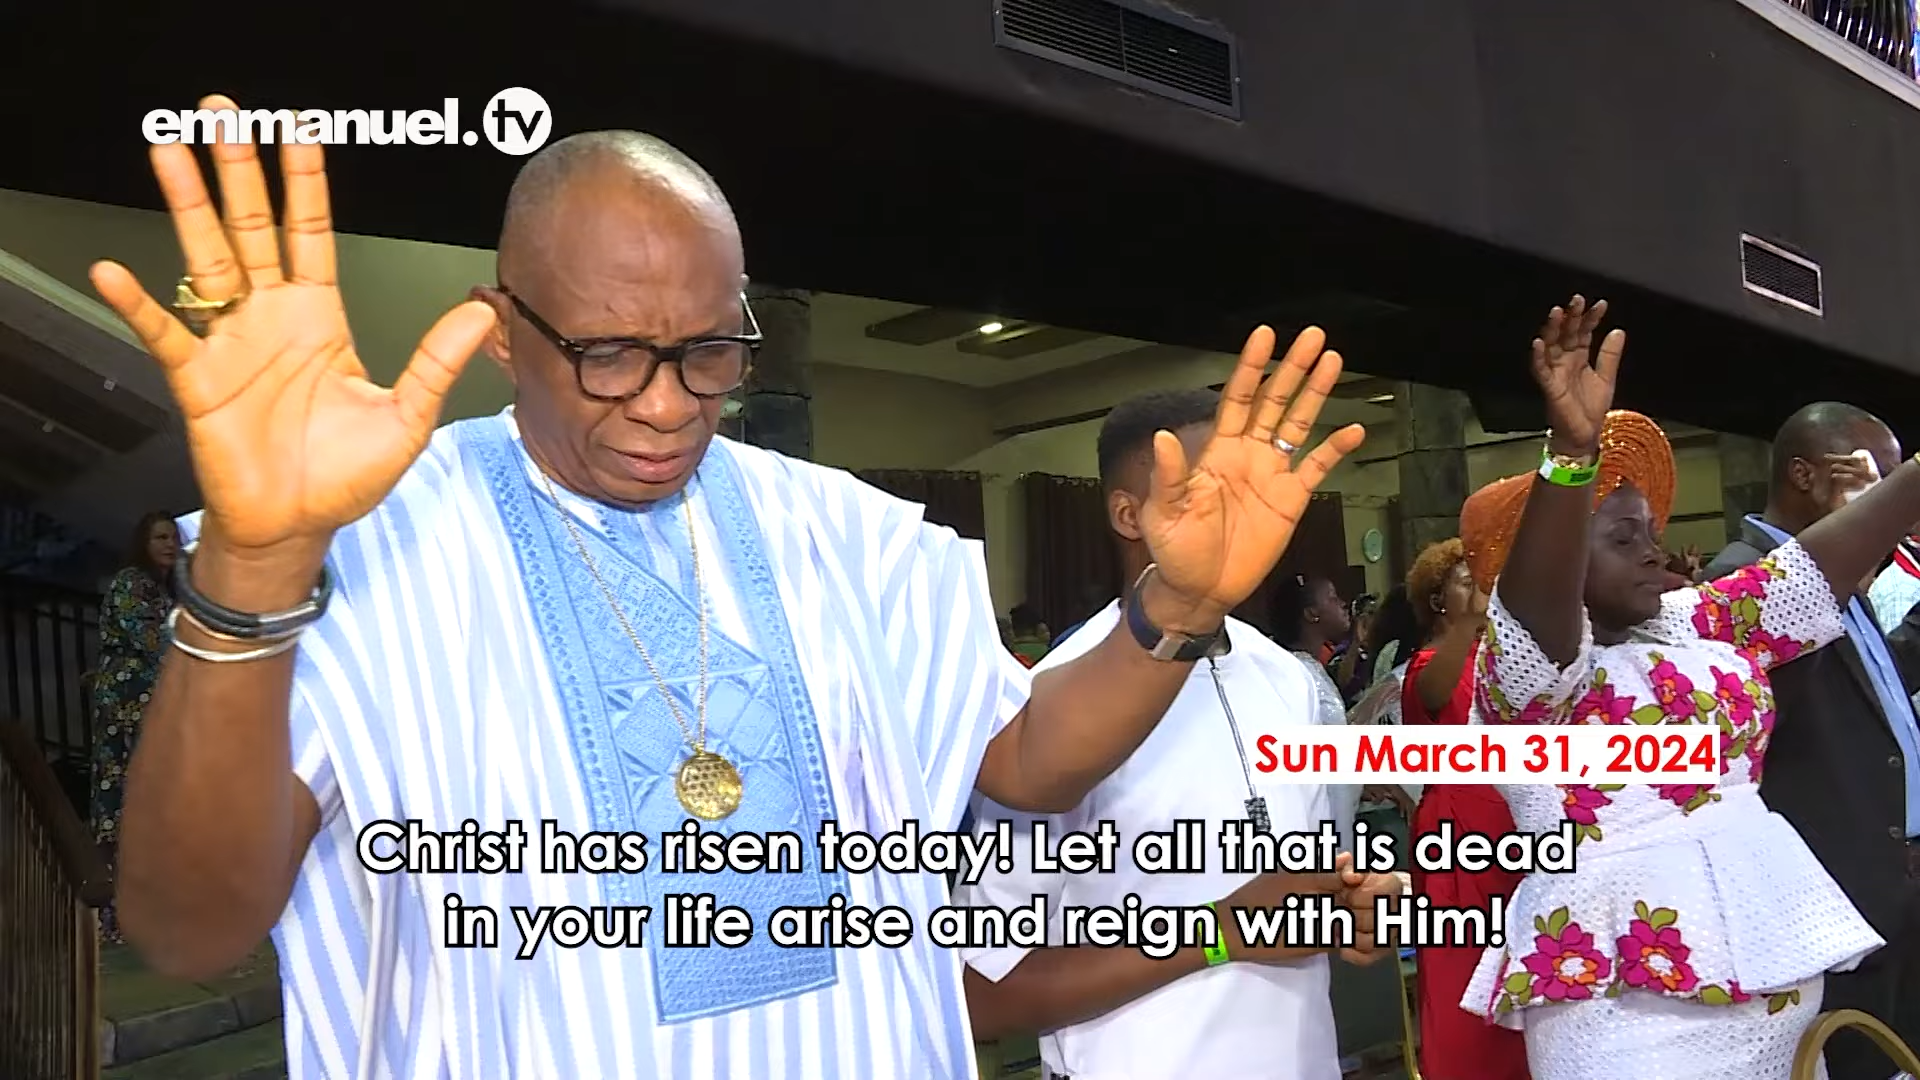 emmanuel.tv
Sun March 31, 2024
Christ has risen today! Let all that is dead
in your life arise and reign with Him!